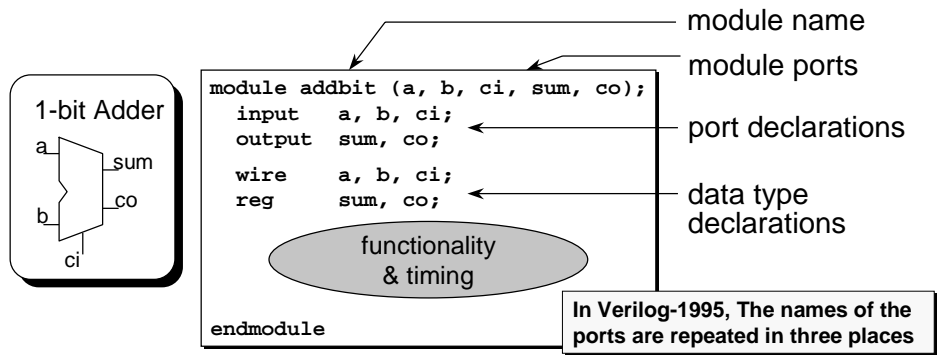 module name
module ports
module addbit (a, b, ci, sum, co);
input a, b, ci;
output sum, co;
port declarations
wire a, b, ci;
reg sum, co;
data type
declarations
functionality
& timing
endmodule
In Verilog-1995, The names of the
ports are repeated in three places
1-bit Adder
a
sum
co
b
ci